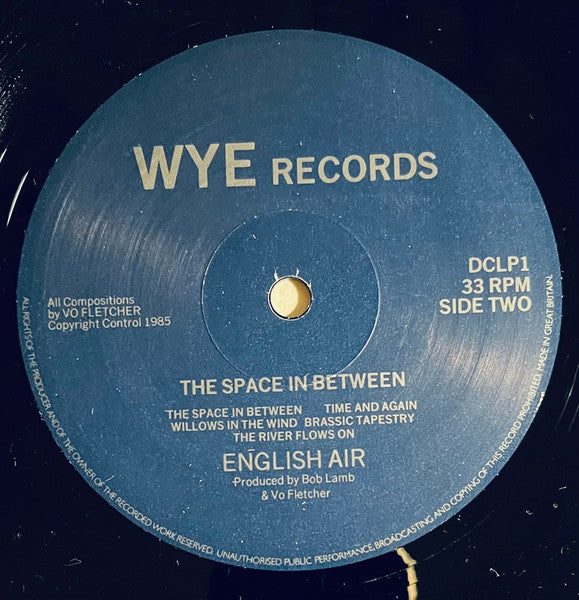 WYE RECORDS
DCLP1
33 RPM
SIDE TWO
All Compositions
by VO FLETCHER
Copyright Control 1985
THE SPACE IN BETWEEN
THE SPACE IN BETWEEN TIME AND AGAIN
WILLOWS IN THE WIND BRASSIC TAPESTRY
THE RIVER FLOWS ON
ENGLISH AIR
Produced by Bob Lamb
& Vo Fletcher
ALL RIGHTS OF THE PRODUCER AND OF THE OWNER OF THE RECORDED WORK RESERVED. UNAUTHORISED PUBLIC PERFORMANCE, BROADCASTING AND COPYING OF THIS RECORD PROHIBITED. MADE IN GREAT BRITAIN.